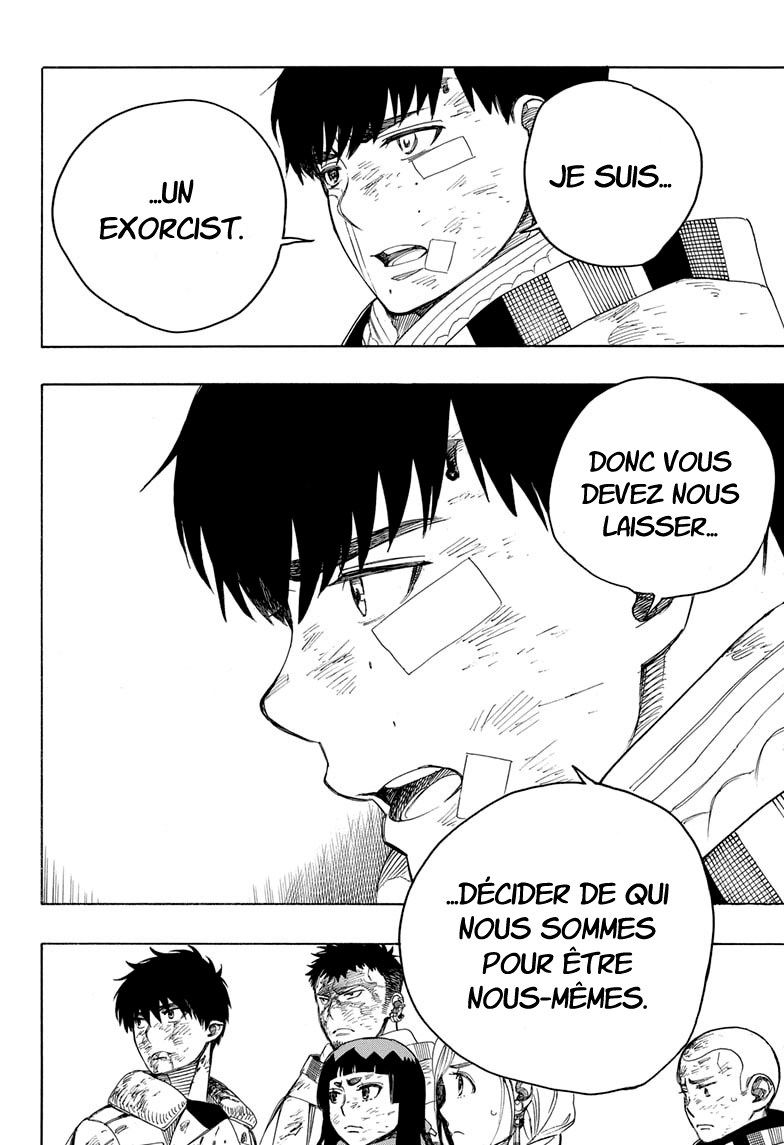 JE SUIS...
...UN
EXORCIST.
DONC VOUS
DEVEZ NOUS
LAISSER...
...DÉCIDER DE QUI
NOUS SOMMES
POUR ÊTRE
NOUS-MÊMES.